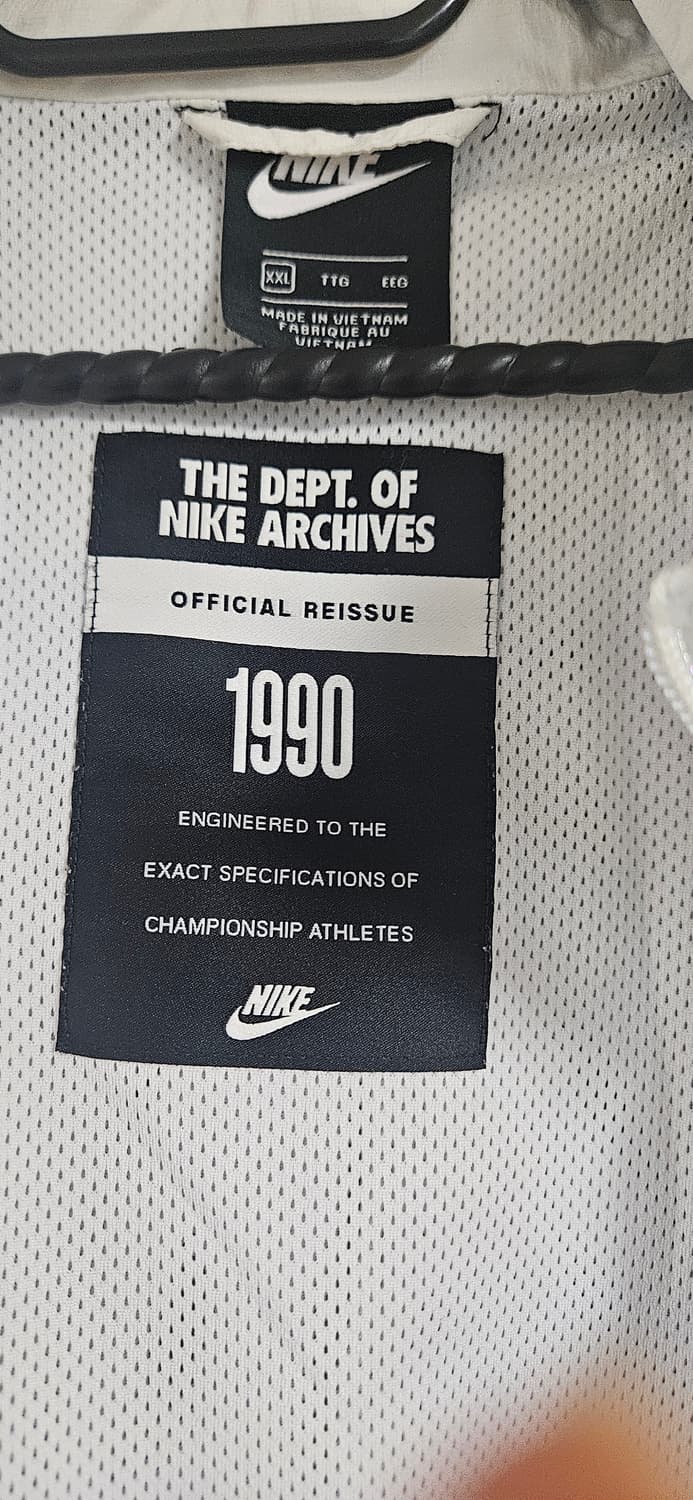 NIKE
XXL TTG EEG
MADE IN VIETNAM
FABRIQUE AU
VIETNAM
THE DEPT. OF
NIKE ARCHIVES
OFFICIAL REISSUE
1990
ENGINEERED TO THE
EXACT SPECIFICATIONS OF
CHAMPIONSHIP ATHLETES
NIKE